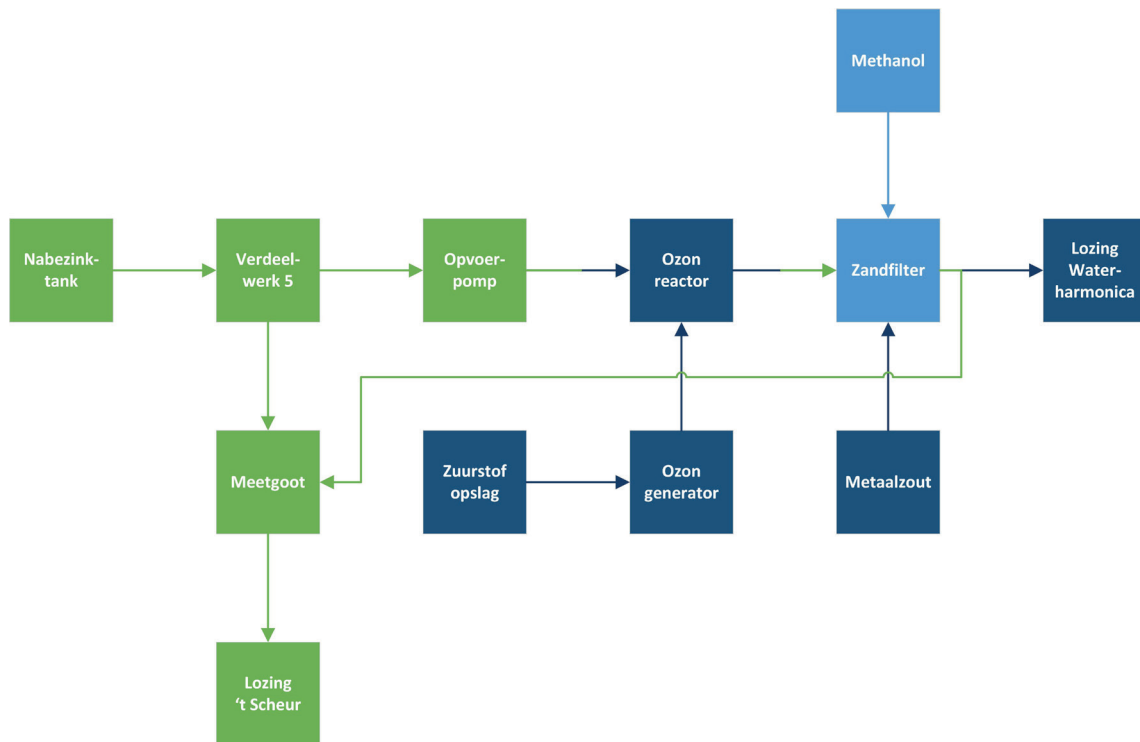 Methanol
Nabezink-
tank
Verdeel-
werk 5
Opvoer-
pomp
Ozon
reactor
Zandfilter
Lozing
Water-
harmonica
Meetgoot
Zuurstof
opslag
Ozon
generator
Metaalzout
Lozing
‘t Scheur